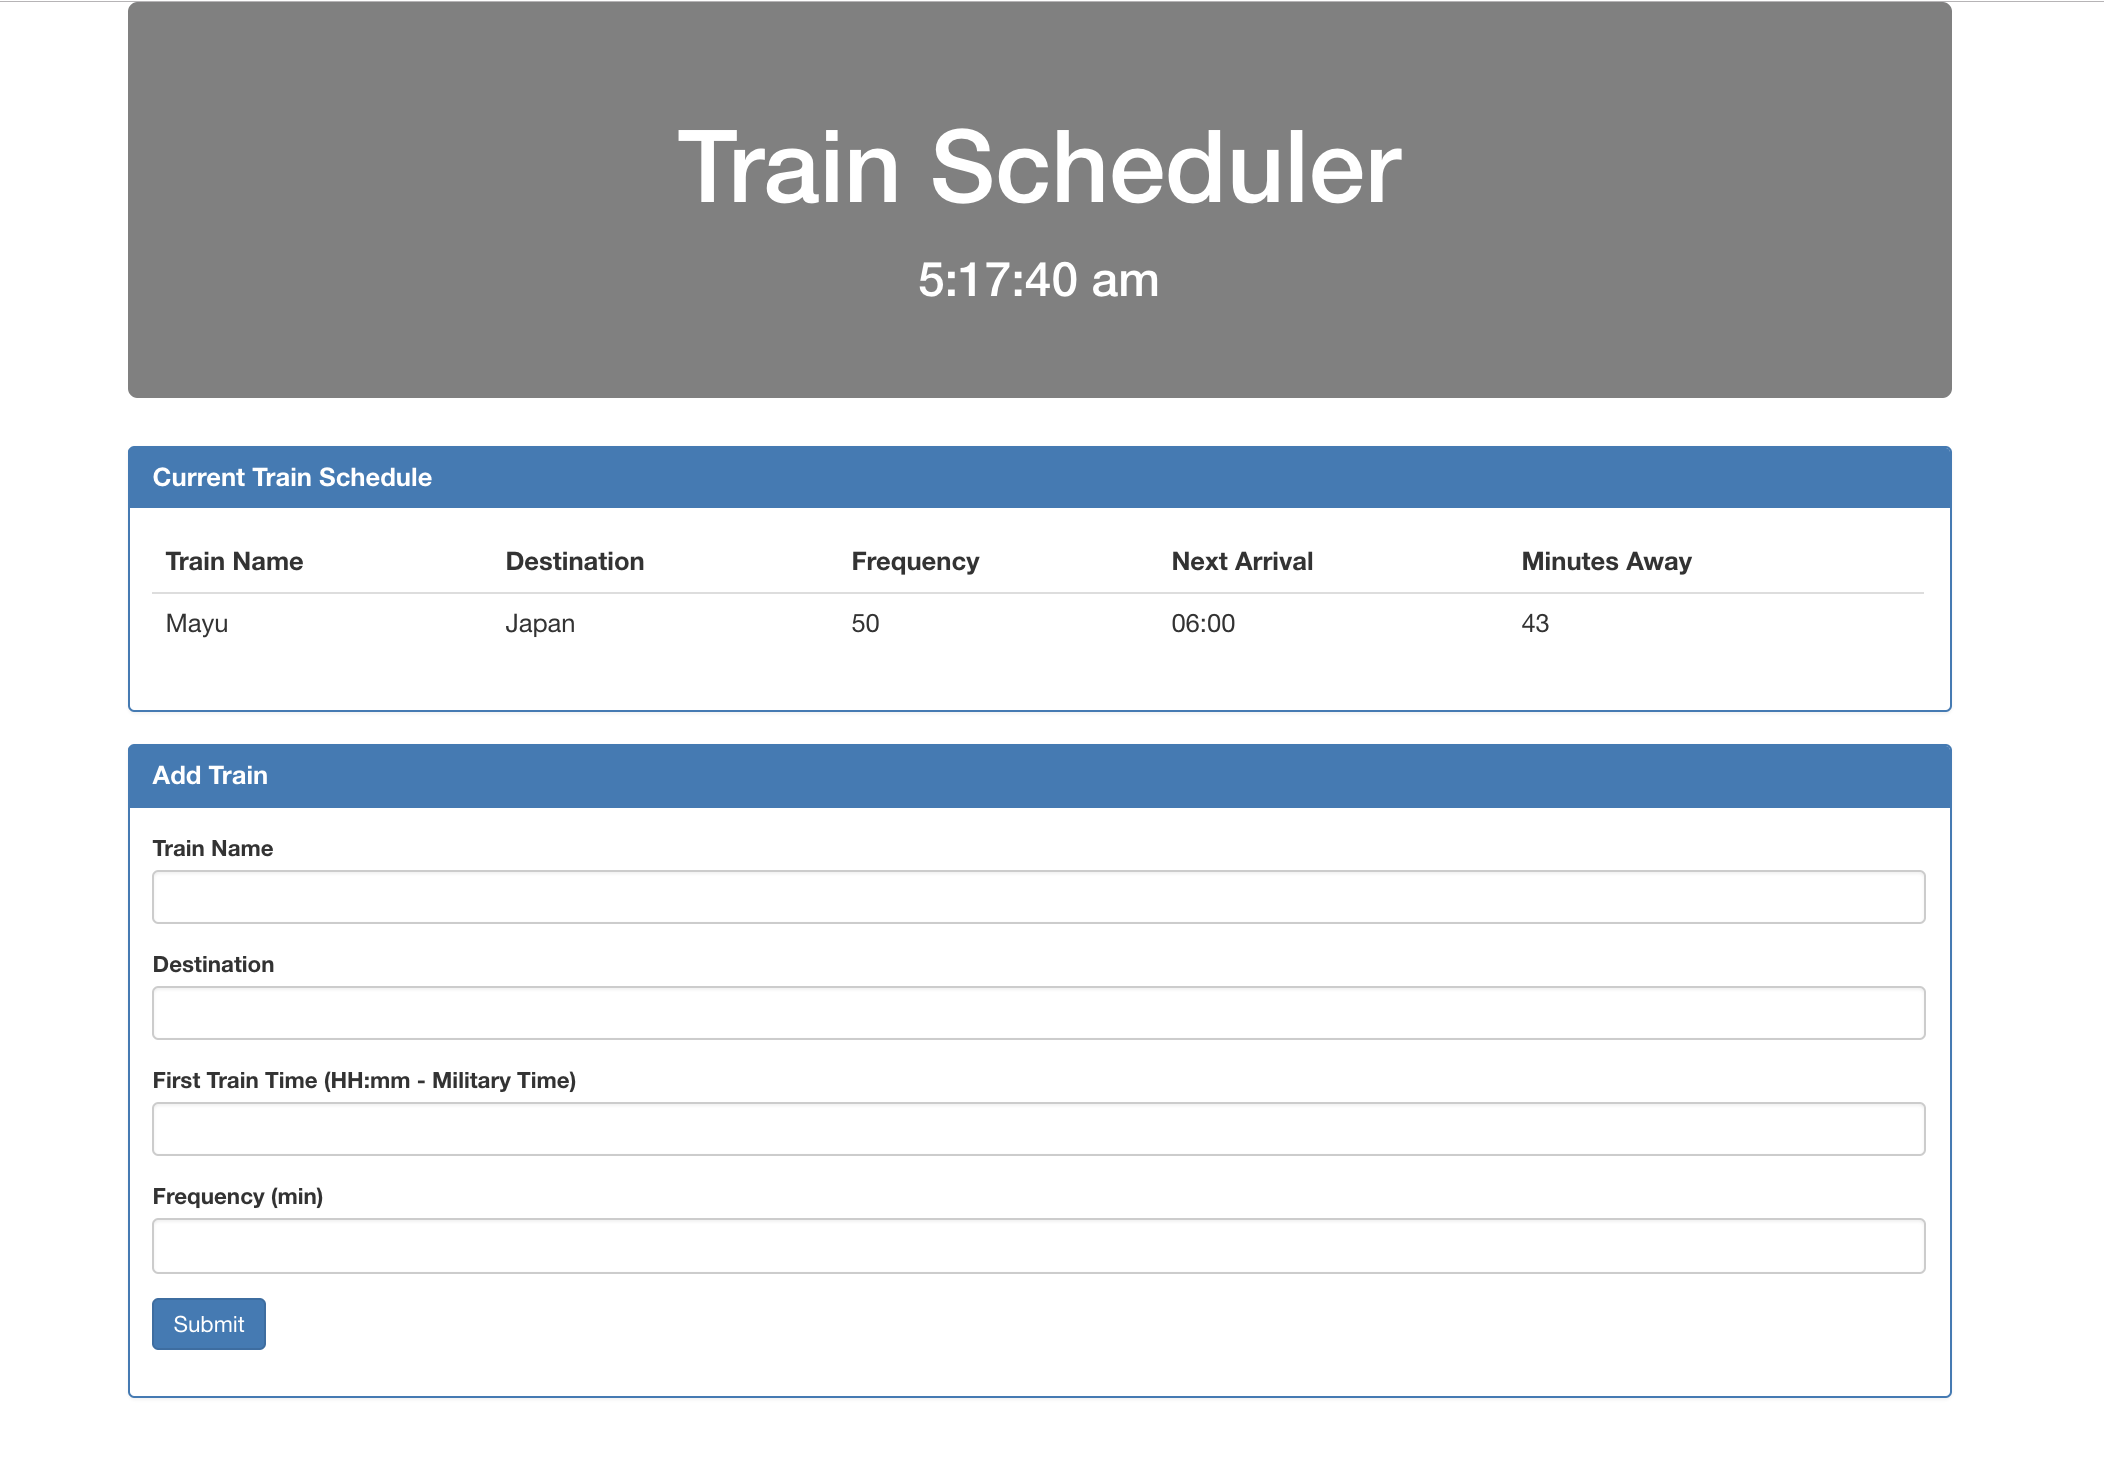 Train Scheduler
5:17:40 am
Current Train Schedule
Train Name Destination Frequency Next Arrival Minutes Away
Mayu Japan 50 06:00 43
Add Train
Train Name
Destination
First Train Time (HH:mm - Military Time)
Frequency (min)
Submit